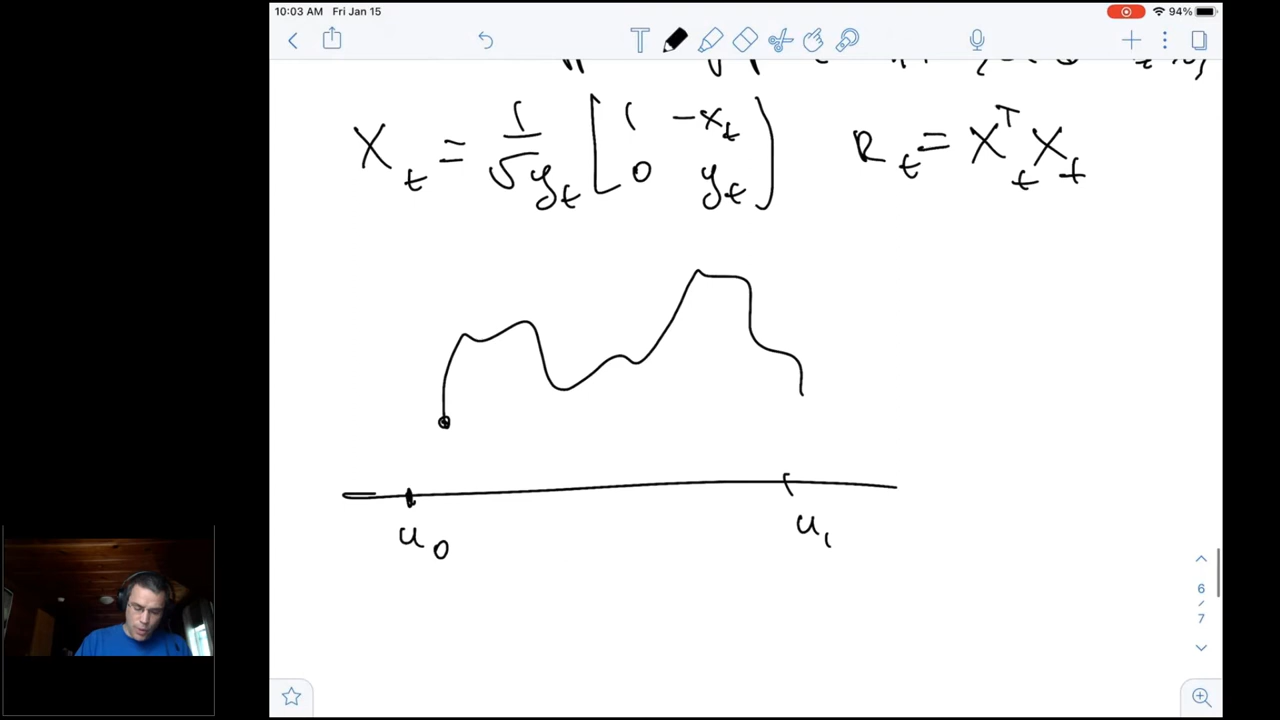 10:03 AM Fri Jan 15
94%
X_t = 1/√y_t [1 -x_t
0 y_t] R_t = X_t^T X_t
u_0 u_1
6
/
7